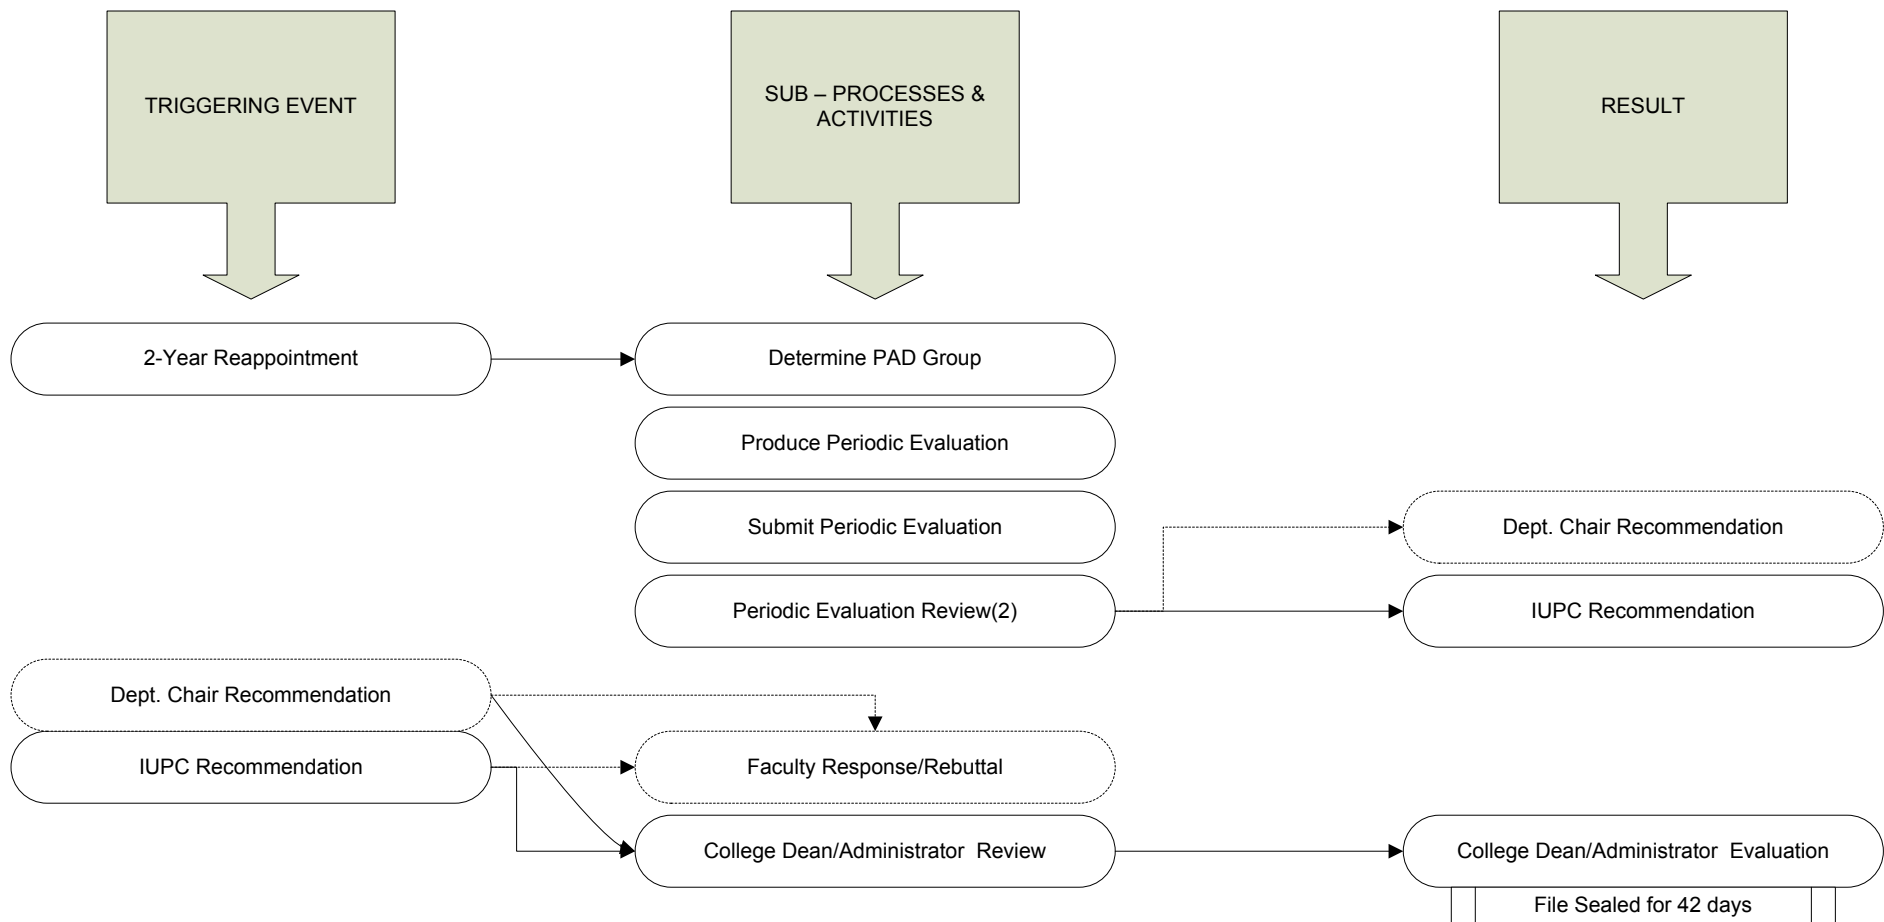 TRIGGERING EVENT
SUB – PROCESSES &
ACTIVITIES
RESULT
2-Year Reappointment
Determine PAD Group
Produce Periodic Evaluation
Submit Periodic Evaluation
Dept. Chair Recommendation
Periodic Evaluation Review(2)
IUPC Recommendation
Dept. Chair Recommendation
IUPC Recommendation
Faculty Response/Rebuttal
College Dean/Administrator Review
College Dean/Administrator Evaluation
File Sealed for 42 days